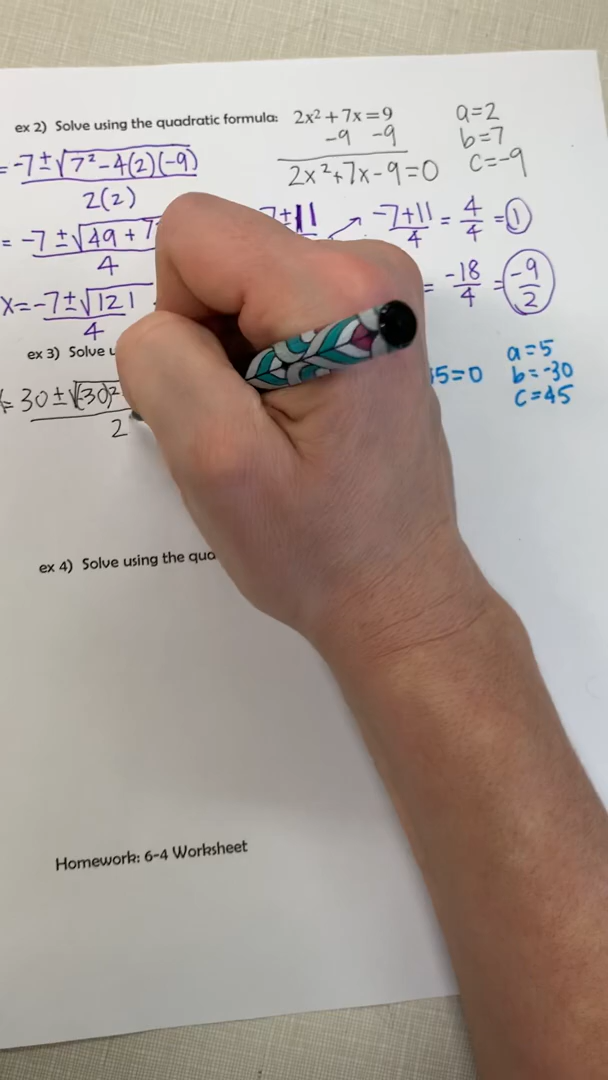 ex 2) Solve using the quadratic formula: 2x² + 7x = 9
-9 -9
2x²+7x-9=0
a=2
b=7
c=-9
= -7 ± √7²-4(2)(-9)
2(2)
= -7 ± √49 + 7
4
7±11
-7+11 = 4 = 1
4 4
= -18 = -9
4 2
x = -7 ± √121
4
ex 3) Solve
5=0
a=5
b=-30
c=45
= 30 ± √(-30)²
2
ex 4) Solve using the qua
Homework: 6-4 Worksheet